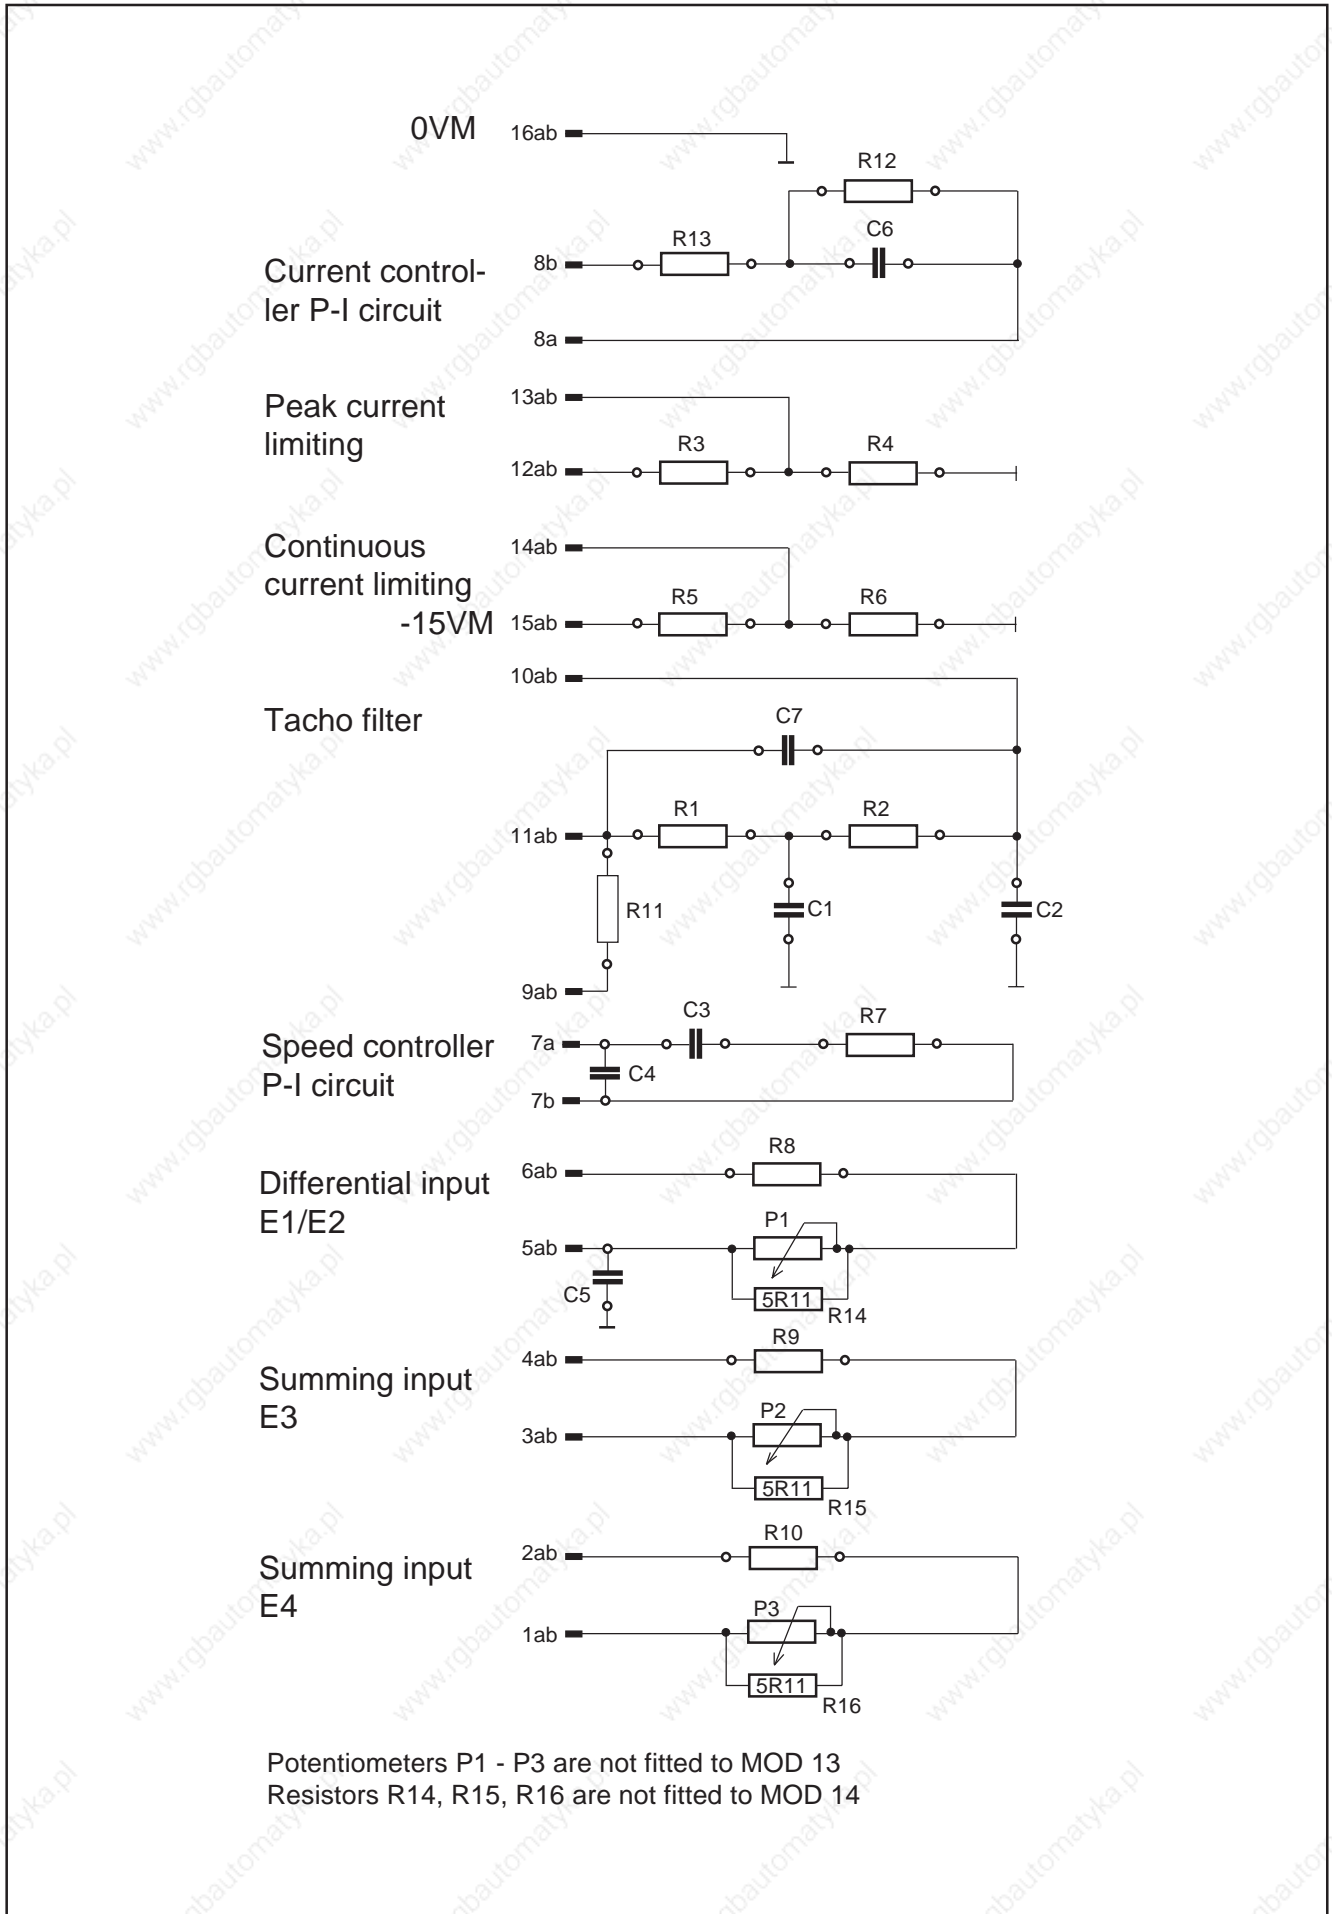 0VM 16ab
R12
C6
R13
8b
Current control-
ler P-I circuit
8a
13ab
Peak current
limiting
R3 R4
12ab
14ab
Continuous
current limiting
R5 R6
-15VM 15ab
10ab
Tacho filter
C7
R1 R2
11ab
R11 C1 C2
9ab
C3 R7
7a
Speed controller
P-I circuit
C4
7b
R8
6ab
Differential input
E1/E2
P1
5ab
C5 5R11 R14
R9
4ab
Summing input
E3
P2
3ab
5R11 R15
R10
2ab
Summing input
E4
P3
1ab
5R11 R16
Potentiometers P1 - P3 are not fitted to MOD 13
Resistors R14, R15, R16 are not fitted to MOD 14
www.rgbautomatyka.pl